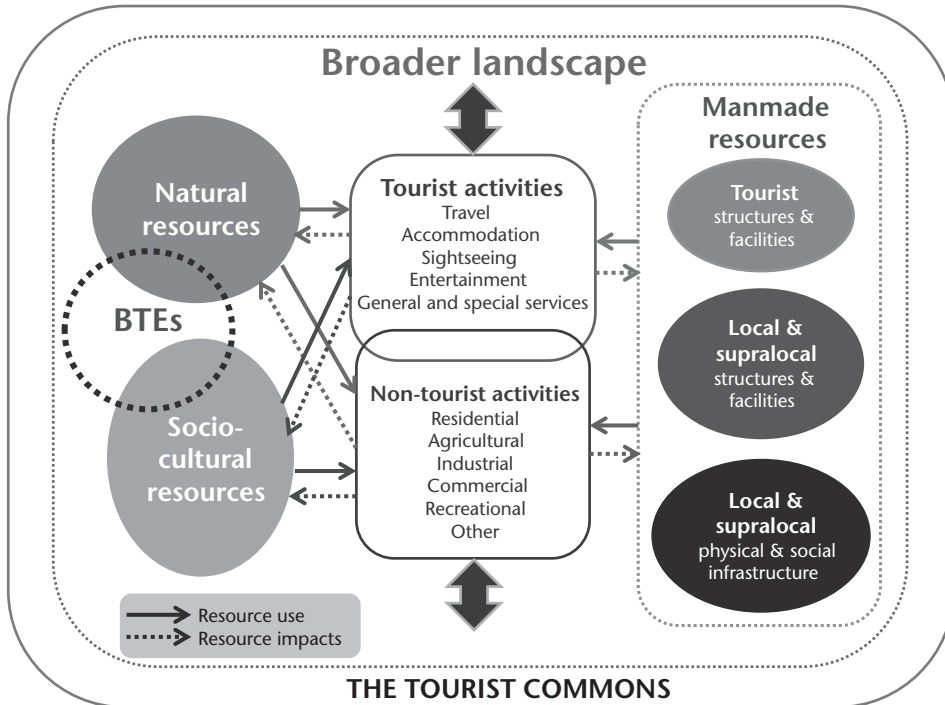 Broader landscape
Natural
resources
BTEs
Socio-
cultural
resources
Tourist activities
Travel
Accommodation
Sightseeing
Entertainment
General and special services
Non-tourist activities
Residential
Agricultural
Industrial
Commercial
Recreational
Other
Manmade
resources
Tourist
structures &
facilities
Local &
supralocal
structures &
facilities
Local &
supralocal
physical & social
infrastructure
Resource use
Resource impacts
THE TOURIST COMMONS